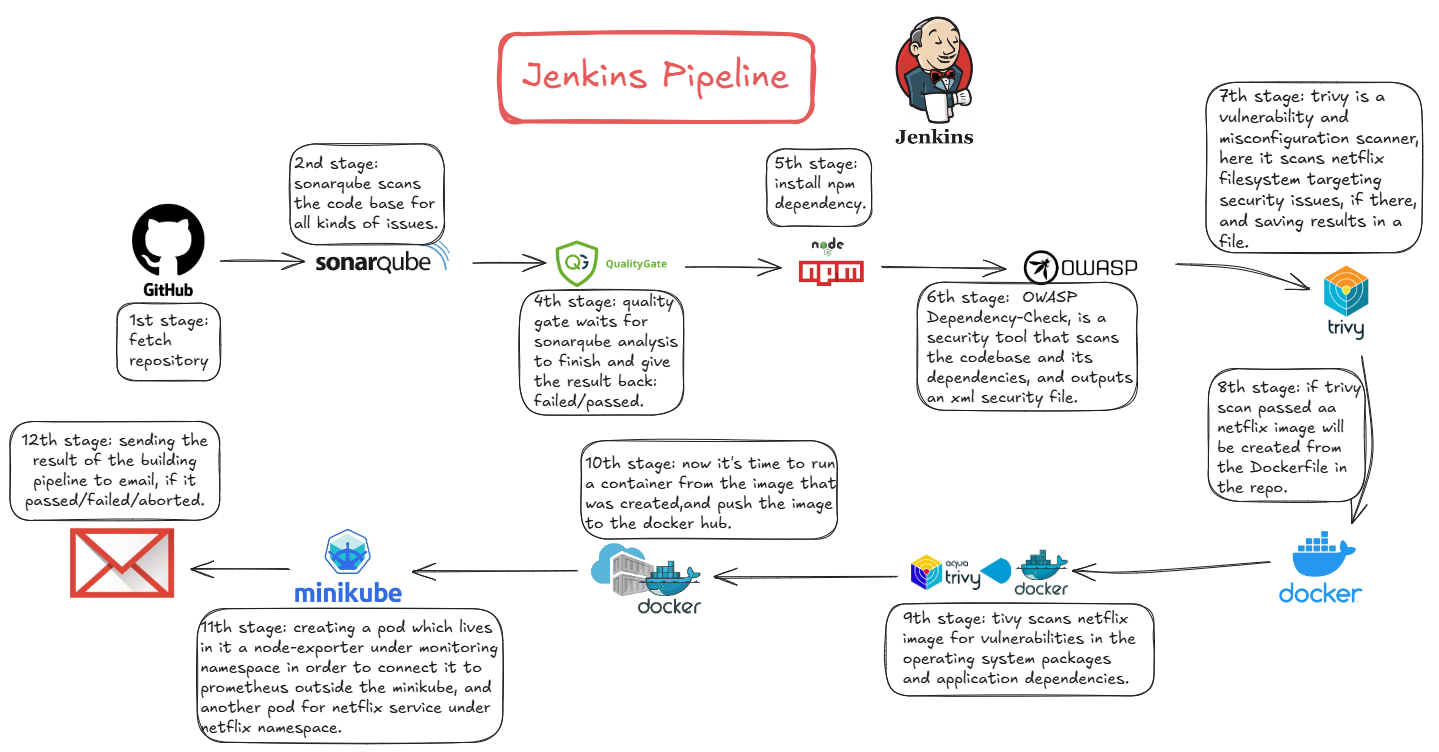 Jenkins Pipeline
Jenkins
GitHub
1st stage:
fetch
repository
2nd stage:
sonarqube scans
the code base for
all kinds of issues.
sonarqube
QG
QualityGate
4th stage: quality
gate waits for
sonarqube analysis
to finish and give
the result back:
failed/passed.
5th stage:
install npm
dependency.
node
npm
OWASP
6th stage: OWASP
Dependency-Check, is a
security tool that scans
the codebase and its
dependencies, and outputs
an xml security file.
7th stage: trivy is a
vulnerability and
misconfiguration scanner,
here it scans netflix
filesystem targeting
security issues, if there,
and saving results in a
file.
trivy
8th stage: if trivy
scan passed aa
netflix image will
be created from
the Dockerfile in
the repo.
docker
aqua
trivy
docker
9th stage: tivy scans netflix
image for vulnerabilities in the
operating system packages
and application dependencies.
10th stage: now it's time to run
a container from the image that
was created,and push the image
to the docker hub.
docker
minikube
11th stage: creating a pod which lives
in it a node-exporter under monitoring
namespace in order to connect it to
prometheus outside the minikube, and
another pod for netflix service under
netflix namespace.
12th stage: sending the
result of the building
pipeline to email, if it
passed/failed/aborted.